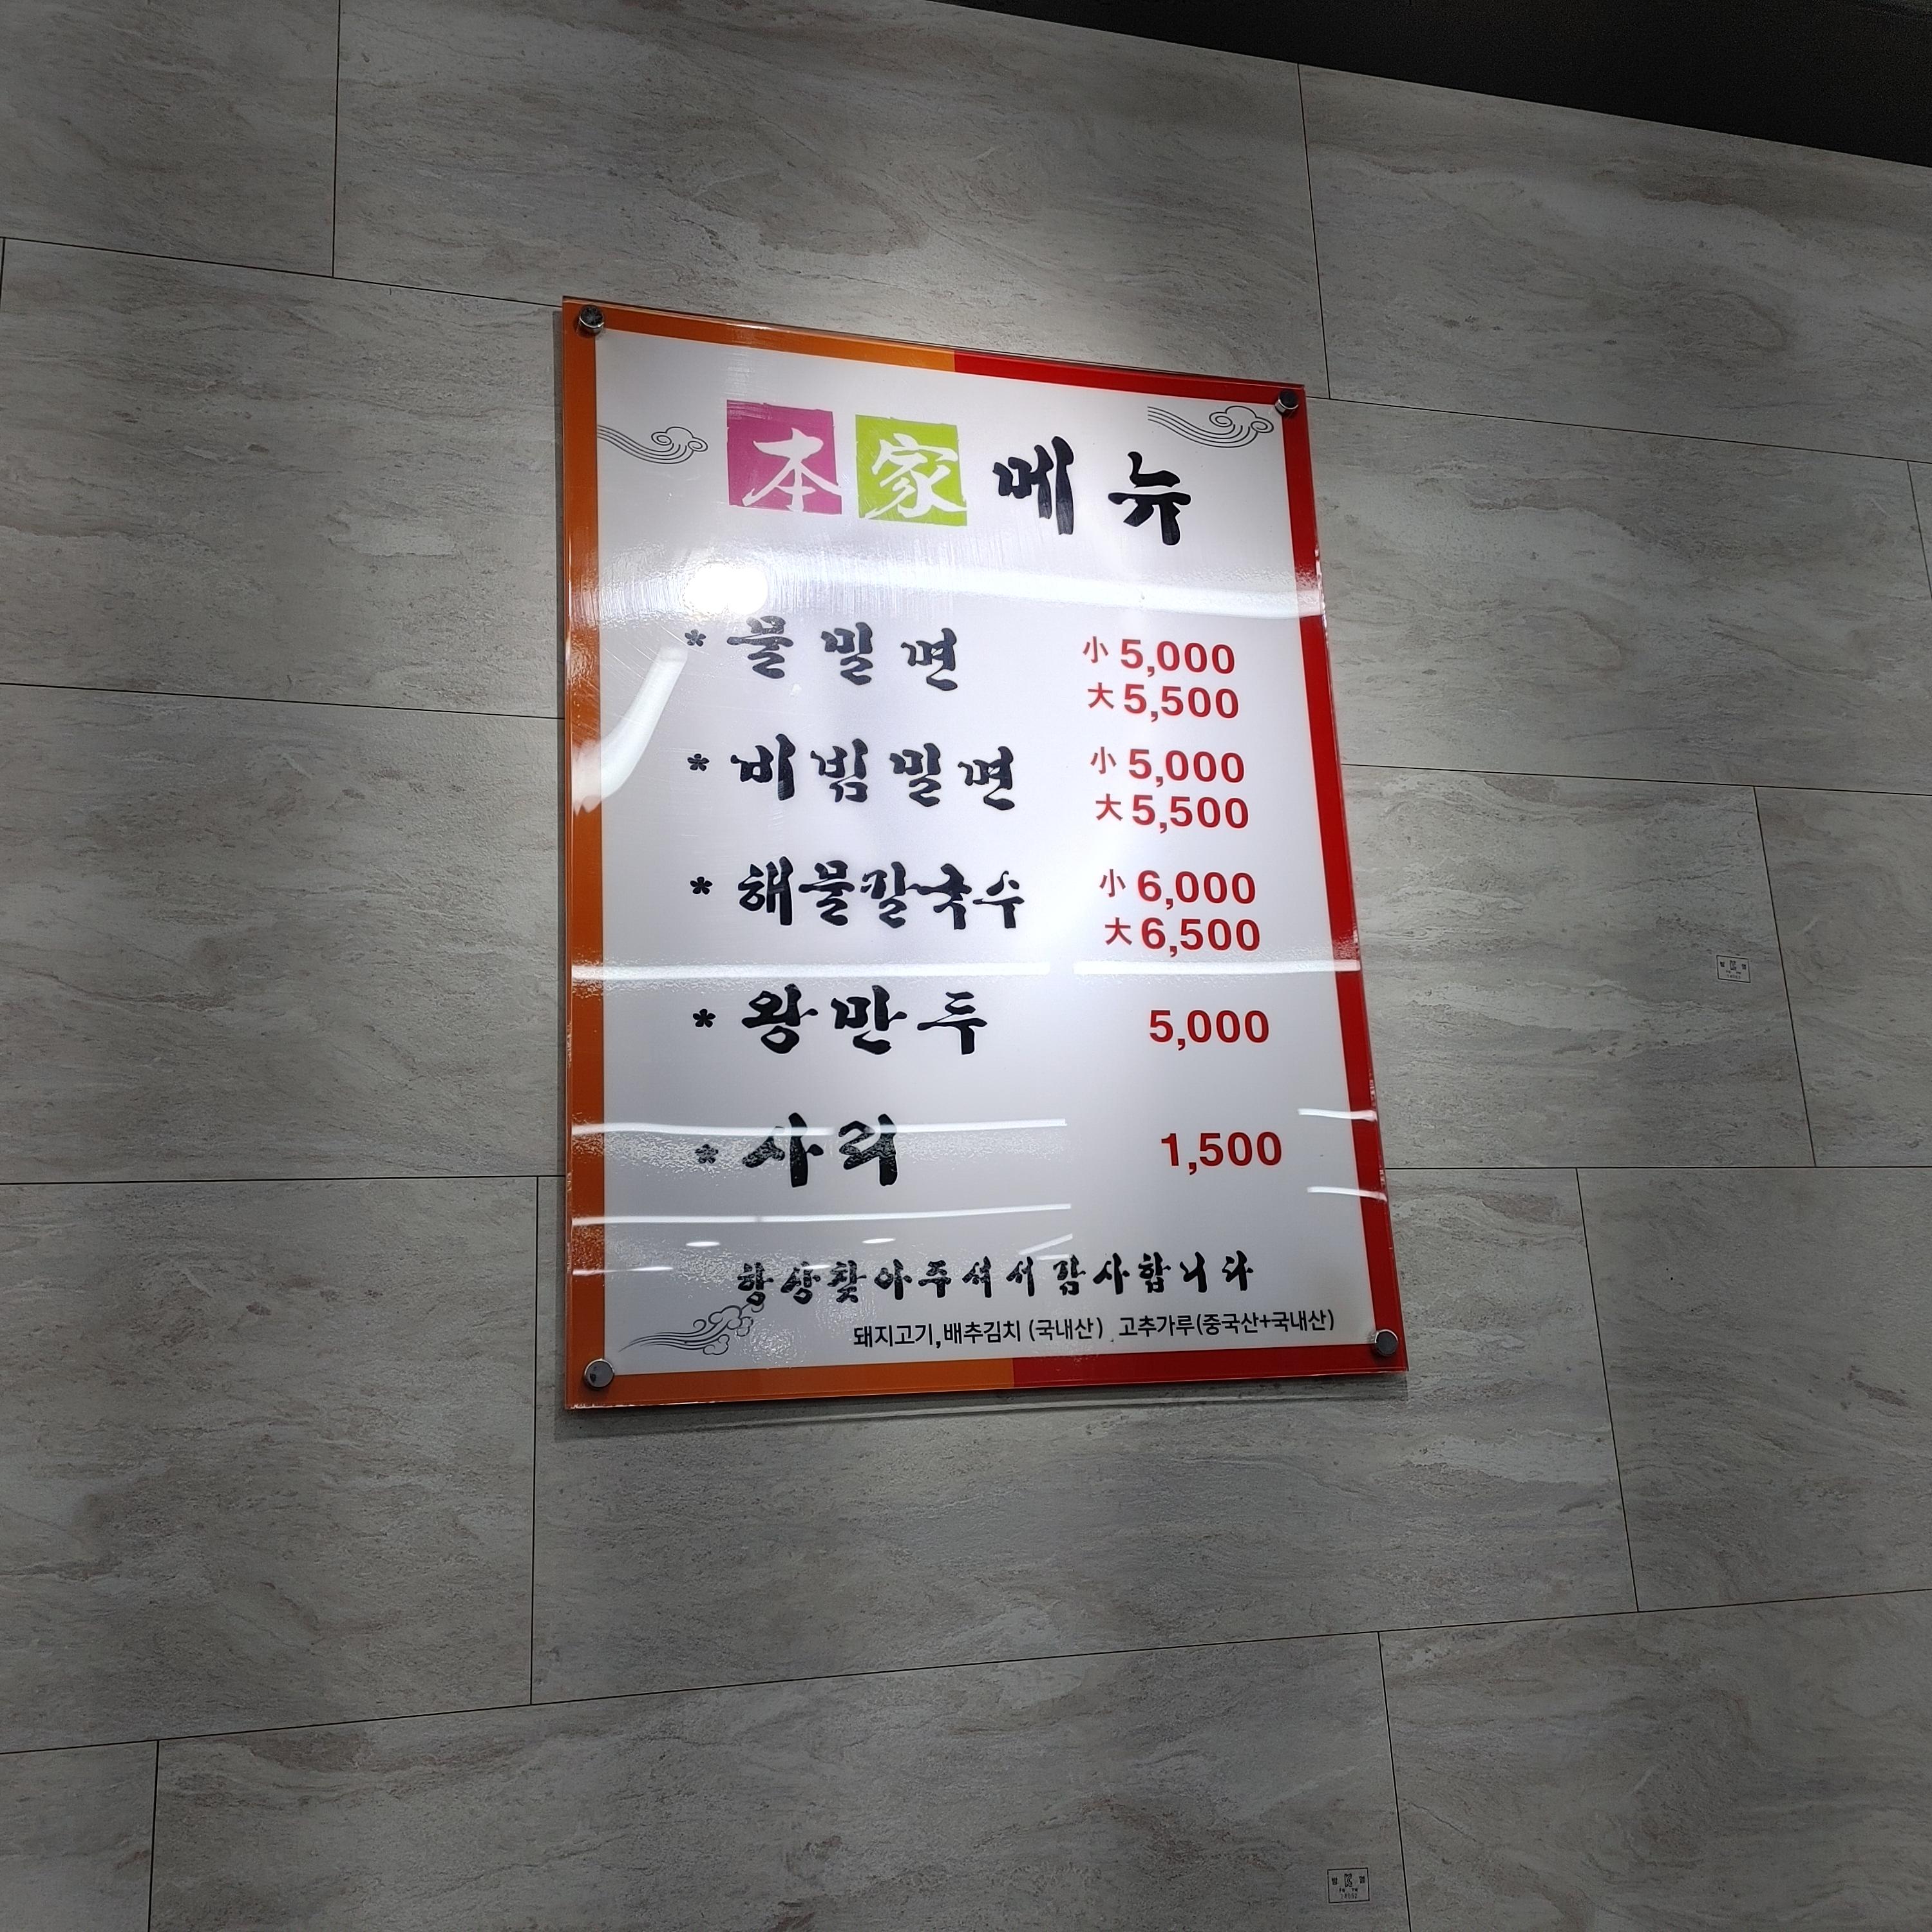 本家 메뉴
* 물밀면 小 5,000
大 5,500
* 비빔밀면 小 5,000
大 5,500
* 해물칼국수 小 6,000
大 6,500
* 왕만두 5,000
* 사리 1,500
항상찾아주셔서감사합니다
돼지고기,배추김치 (국내산) 고추가루(중국산+국내산)